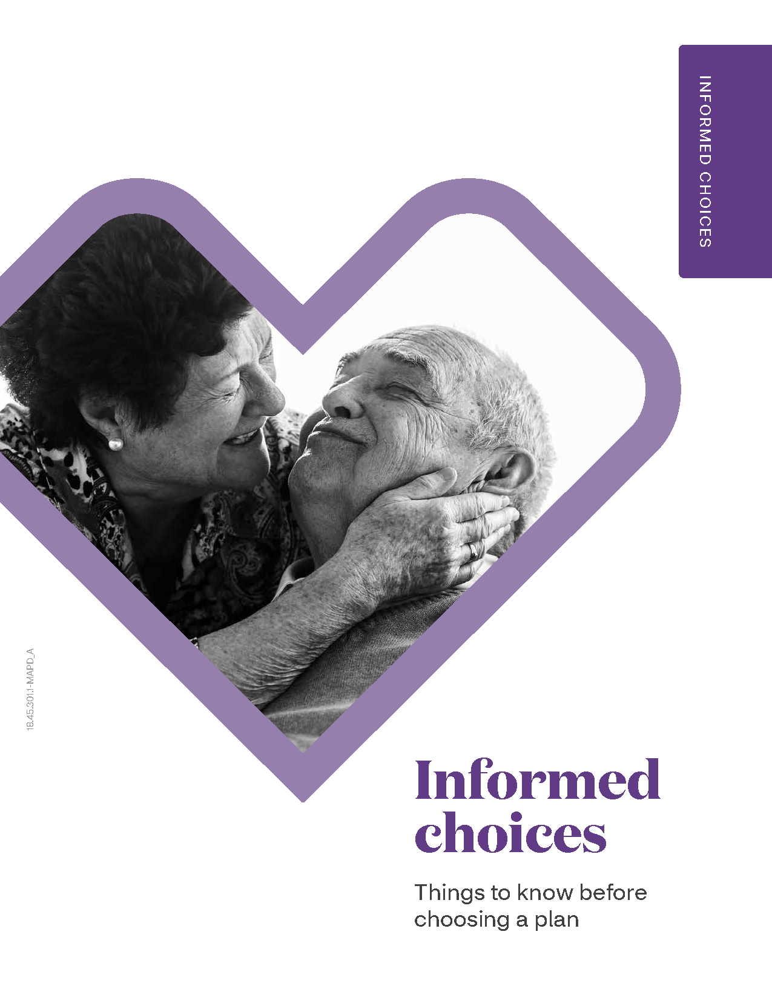 INFORMED CHOICES
18.45.301.1-MAPD_A
Informed
choices
Things to know before
choosing a plan